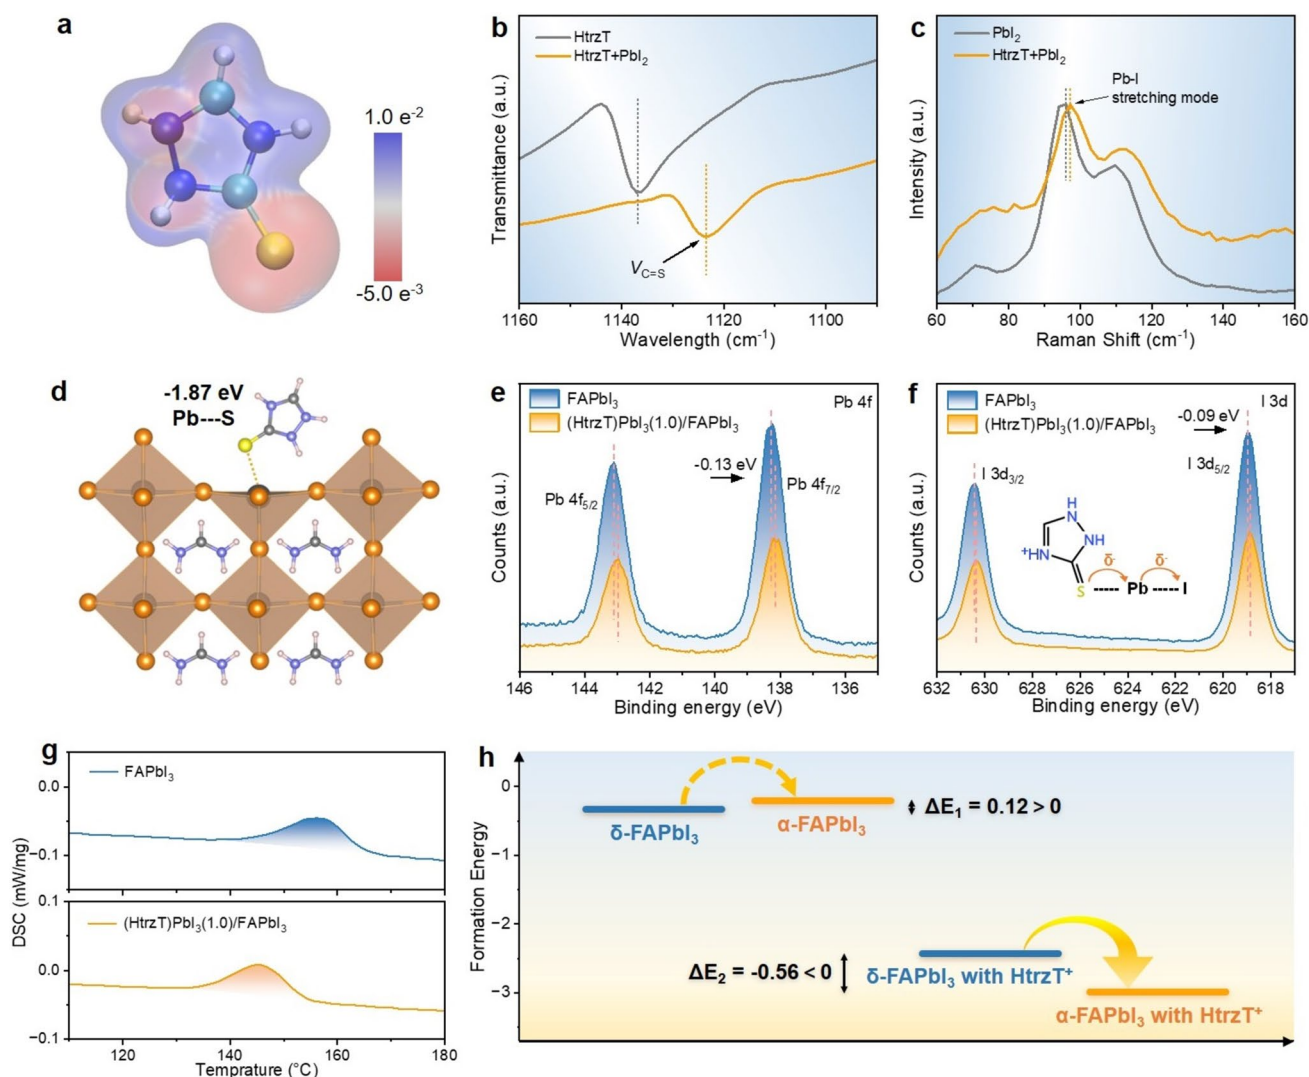 a
1.0 e⁻²
-5.0 e⁻³
b
HtrzT
HtrzT+PbI₂
V_C=S
Transmittance (a.u.)
1160 1140 1120 1100
Wavelength (cm⁻¹)
c
PbI₂
HtrzT+PbI₂
Pb-I
stretching mode
Intensity (a.u.)
60 80 100 120 140 160
Raman Shift (cm⁻¹)
d
-1.87 eV
Pb---S
e
FAPbI₃
(HtrzT)PbI₃(1.0)/FAPbI₃
Pb 4f
-0.13 eV
Pb 4f₅/₂
Pb 4f₇/₂
Counts (a.u.)
146 144 142 140 138 136
Binding energy (eV)
f
FAPbI₃
(HtrzT)PbI₃(1.0)/FAPbI₃
I 3d
-0.09 eV
I 3d₅/₂
I 3d₃/₂
H
N
NH
⁺HN
S
δ⁻
δ⁻
Pb
I
Counts (a.u.)
632 630 628 626 624 622 620 618
Binding energy (eV)
g
FAPbI₃
0.0
−0.1
0.1
(HtrzT)PbI₃(1.0)/FAPbI₃
0.0
−0.1
DSC (mW/mg)
120 140 160 180
Temprature (°C)
h
Formation Energy
0
−1
−2
−3
δ-FAPbI₃
α-FAPbI₃
ΔE₁ = 0.12 > 0
ΔE₂ = -0.56 < 0
δ-FAPbI₃ with HtrzT⁺
α-FAPbI₃ with HtrzT⁺